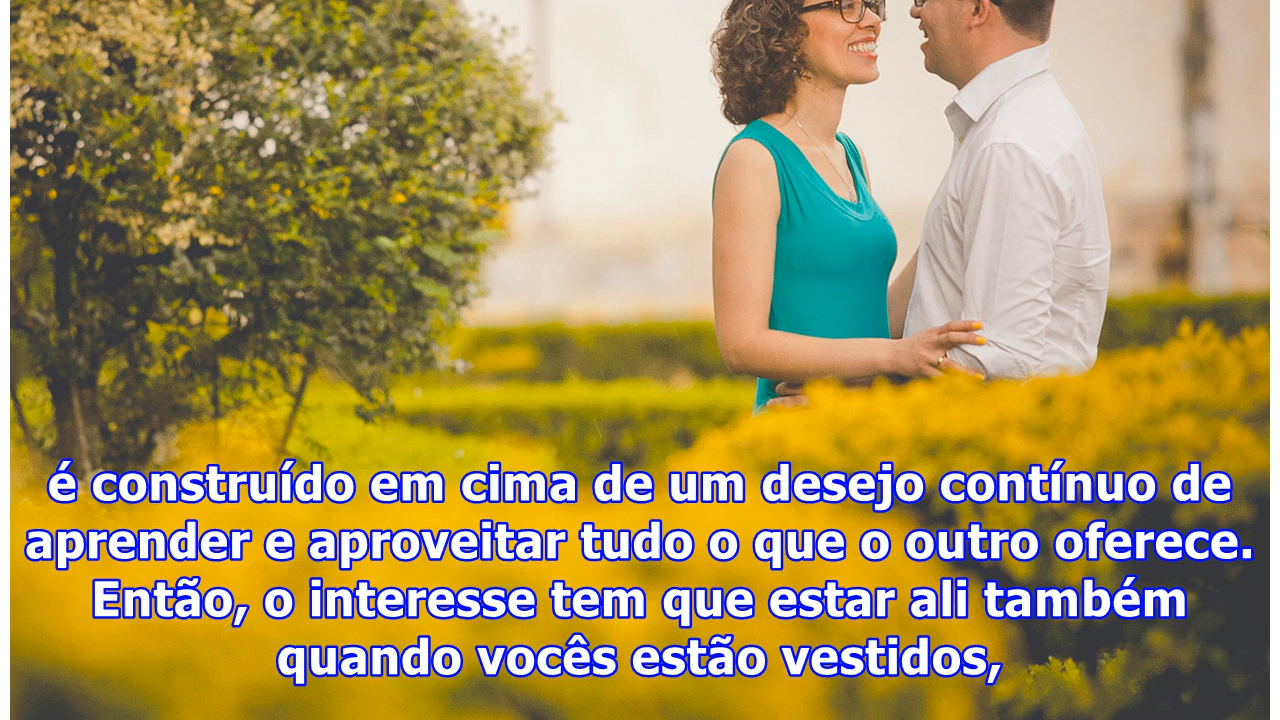 é construído em cima de um desejo contínuo de
aprender e aproveitar tudo o que o outro oferece.
Então, o interesse tem que estar ali também
quando vocês estão vestidos,